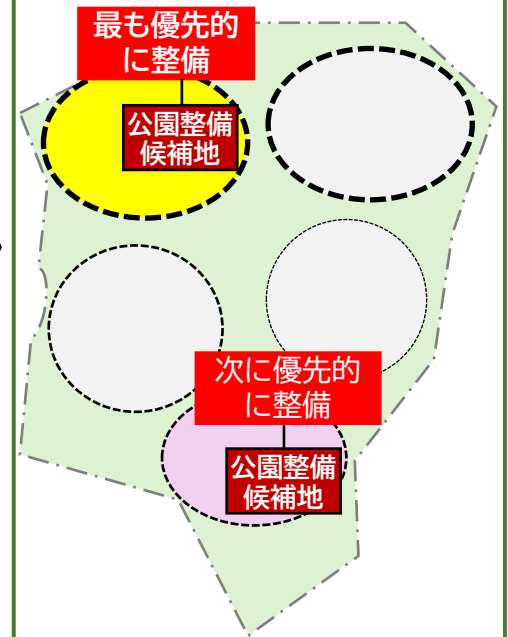 最も優先的
に整備
公園整備
候補地
次に優先的
に整備
公園整備
候補地